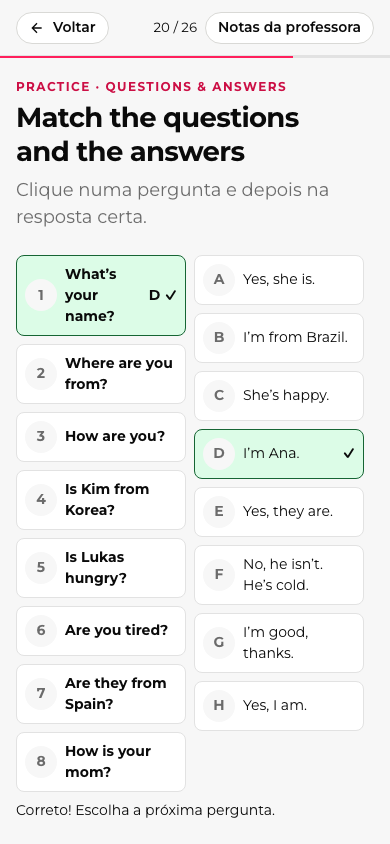 Voltar
20 / 26
Notas da professora
PRACTICE · QUESTIONS & ANSWERS
Match the questions
and the answers
Clique numa pergunta e depois na
resposta certa.
1
What's
your
name?
D ✓
2
Where are you
from?
3
How are you?
4
Is Kim from
Korea?
5
Is Lukas
hungry?
6
Are you tired?
7
Are they from
Spain?
8
How is your
mom?
A
Yes, she is.
B
I'm from Brazil.
C
She's happy.
D
I'm Ana.
✓
E
Yes, they are.
F
No, he isn't.
He's cold.
G
I'm good,
thanks.
H
Yes, I am.
Correto! Escolha a próxima pergunta.